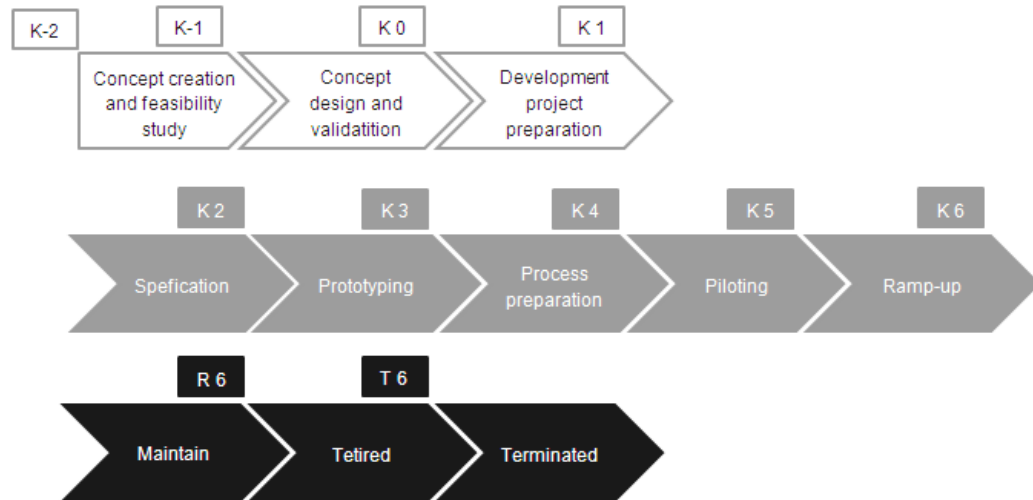 K-2
K-1
K 0
K 1
Concept creation
and feasibility
study
Concept
design and
validatition
Development
project
preparation
K 2
K 3
K 4
K 5
K 6
Spefication
Prototyping
Process
preparation
Piloting
Ramp-up
R 6
T 6
Maintain
Tetired
Terminated